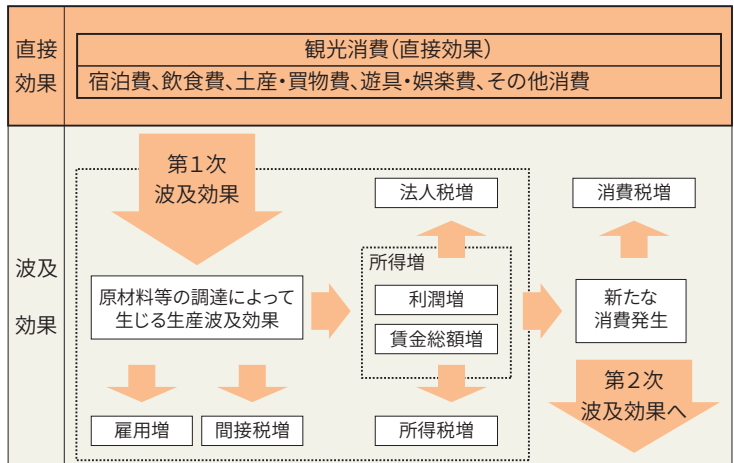 直接
効果
観光消費(直接効果)
宿泊費、飲食費、土産・買物費、遊具・娯楽費、その他消費
波及
効果
第１次
波及効果
原材料等の調達によって
生じる生産波及効果
雇用増
間接税増
法人税増
所得増
利潤増
賃金総額増
所得税増
消費税増
新たな
消費発生
第２次
波及効果へ